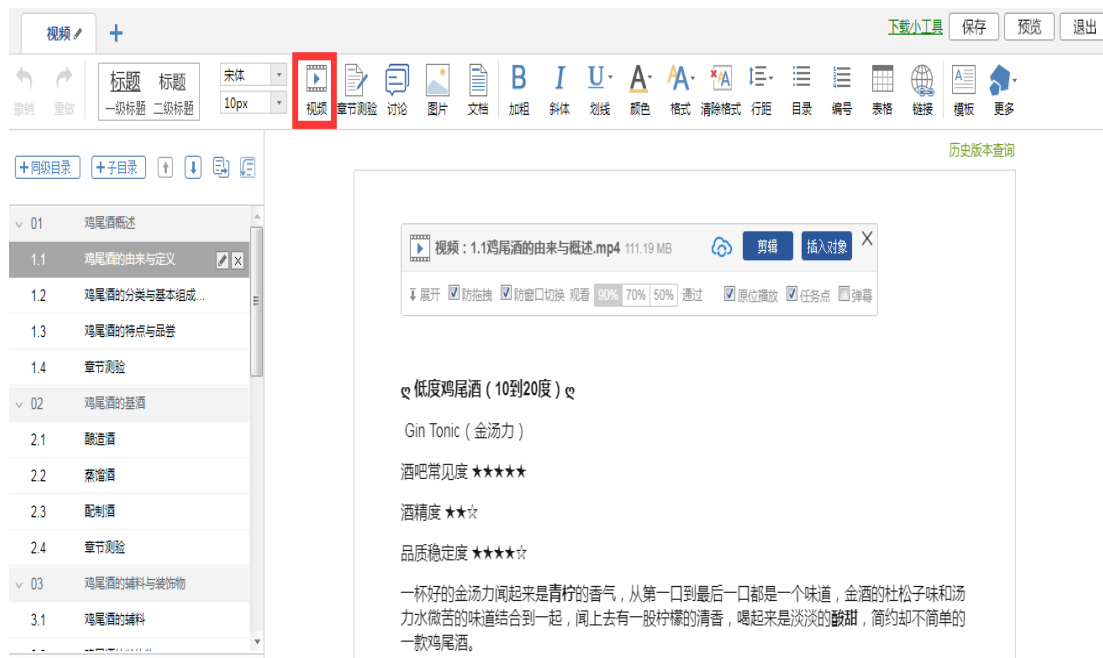 视频
下载小工具 保存 预览 退出
撤销 重做 标题 一级标题 标题 二级标题 宋体 10px 视频 章节测验 讨论 图片 文档 B 加粗 I 斜体 U 划线 A 颜色 AA 格式 清除格式 行距 目录 编号 表格 链接 模板 更多
历史版本查询
+同级目录 +子目录
01 鸡尾酒概述
1.1 鸡尾酒的由来与定义
1.2 鸡尾酒的分类与基本组成...
1.3 鸡尾酒的特点与品尝
1.4 章节测验
02 鸡尾酒的基酒
2.1 酿造酒
2.2 蒸馏酒
2.3 配制酒
2.4 章节测验
03 鸡尾酒的辅料与装饰物
3.1 鸡尾酒的辅料
视频：1.1鸡尾酒的由来与概述.mp4 111.19 MB 剪辑 插入对象 X
展开 防拖拽 防窗口切换 观看 90% 70% 50% 通过 原位播放 任务点 弹幕
ღ 低度鸡尾酒（10到20度）ღ
Gin Tonic（金汤力）
酒吧常见度 ★★★★★
酒精度 ★★☆
品质稳定度 ★★★★☆
一杯好的金汤力闻起来是青柠的香气，从第一口到最后一口都是一个味道，金酒的杜松子味和汤
力水微苦的味道结合到一起，闻上去有一股柠檬的清香，喝起来是淡淡的酸甜，简约却不简单的
一款鸡尾酒。